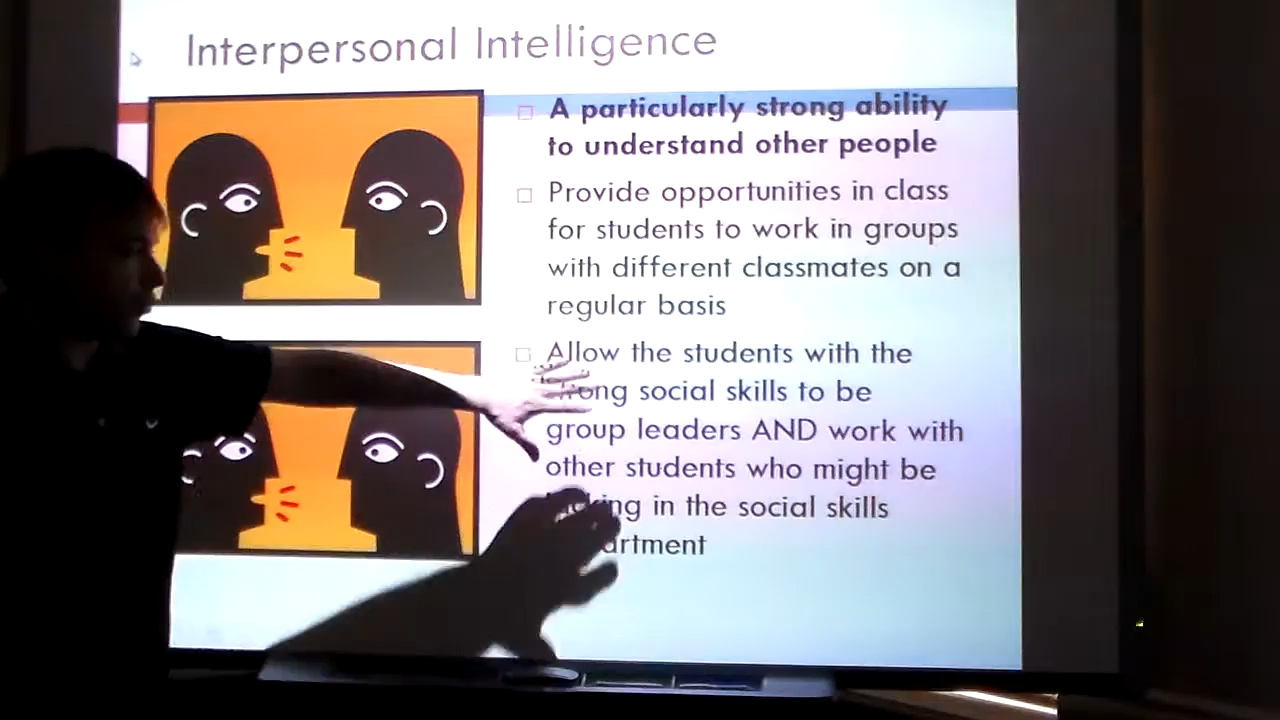 Interpersonal Intelligence
A particularly strong ability
to understand other people
Provide opportunities in class
for students to work in groups
with different classmates on a
regular basis
Allow the students with the
social skills to be
group leaders AND work with
other students who might be
in the social skills